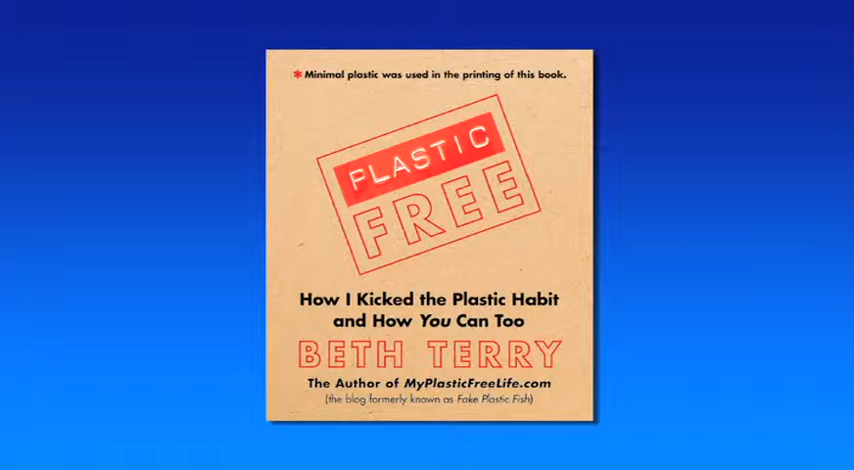 * Minimal plastic was used in the printing of this book.
PLASTIC
FREE
How I Kicked the Plastic Habit
and How You Can Too
BETH TERRY
The Author of MyPlasticFreeLife.com
(the blog formerly known as Fake Plastic Fish)